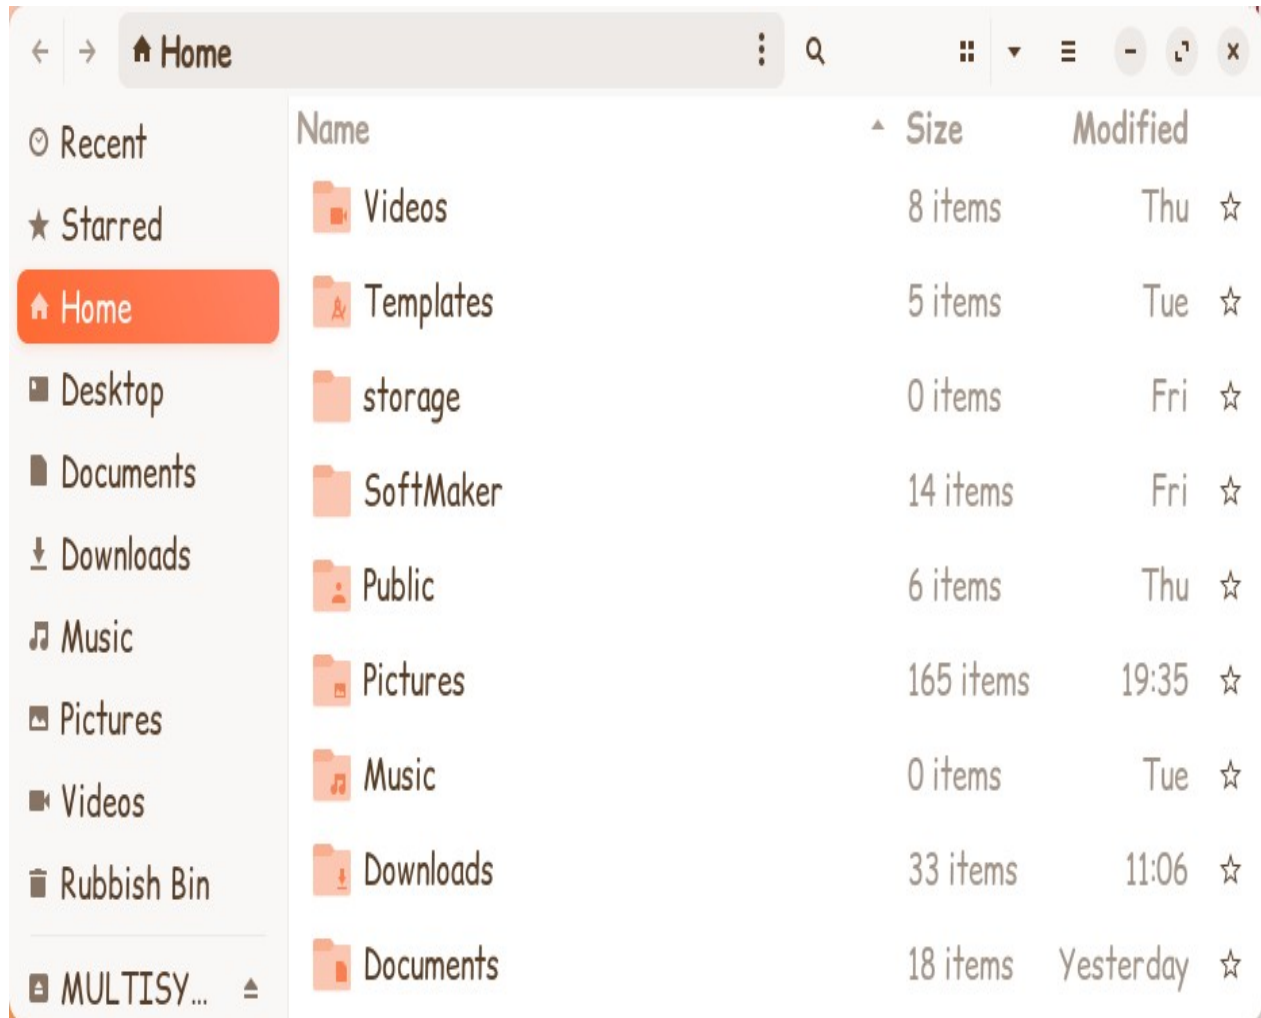 Home
Name Size Modified
Recent
Starred
Home
Desktop
Documents
Downloads
Music
Pictures
Videos
Rubbish Bin
MULTISY...
Videos 8 items Thu
Templates 5 items Tue
storage 0 items Fri
SoftMaker 14 items Fri
Public 6 items Thu
Pictures 165 items 19:35
Music 0 items Tue
Downloads 33 items 11:06
Documents 18 items Yesterday